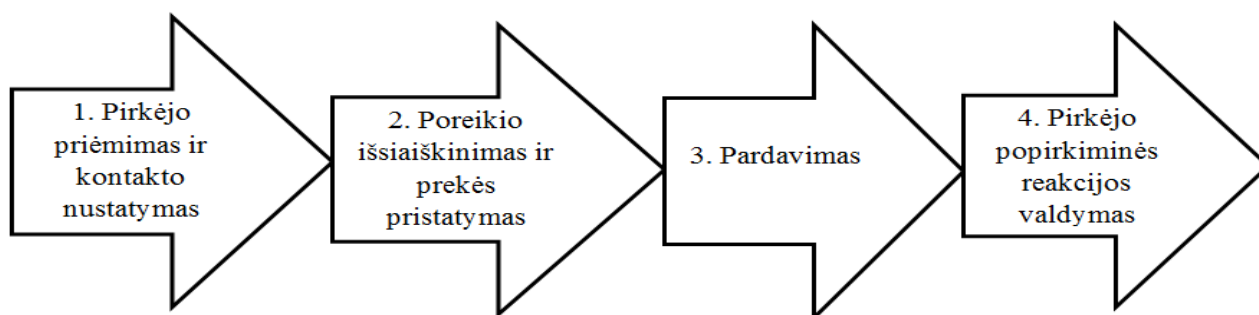 1. Pirkėjo
priėmimas ir
kontakto
nustatymas
2. Poreikio
išsiaiškinimas ir
prekės
pristatymas
3. Pardavimas
4. Pirkėjo
popirkiminės
reakcijos
valdymas